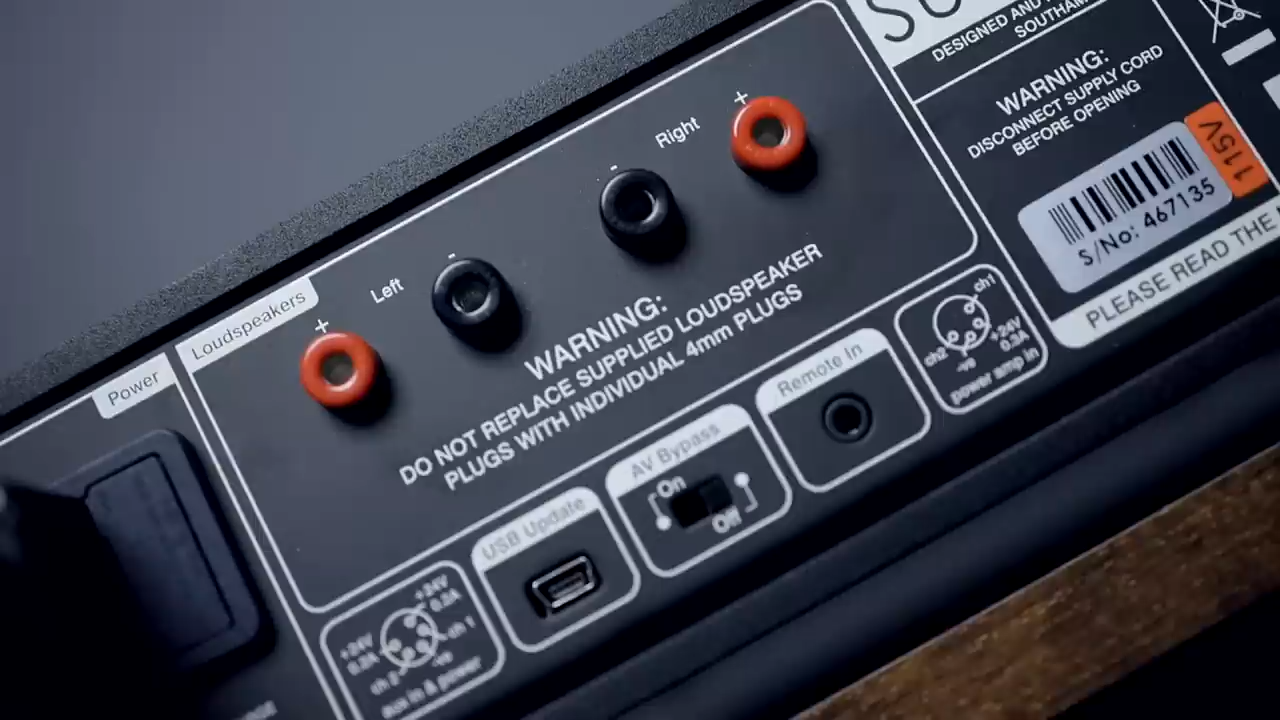 Power
Loudspeakers
+
Left
-
-
Right
+
WARNING:
DO NOT REPLACE SUPPLIED LOUDSPEAKER
PLUGS WITH INDIVIDUAL 4mm PLUGS
+24V
0.2A
+24V
0.2A
ch 1
ch 2
-ve
aux in & power
USB Update
AV Bypass
On
Off
Remote In
ch1
ch2
-ve
+24V
0.3A
power amp in
DESIGNED AND
WARNING:
DISCONNECT SUPPLY CORD
BEFORE OPENING
115V
S/No: 467135
PLEASE READ THE